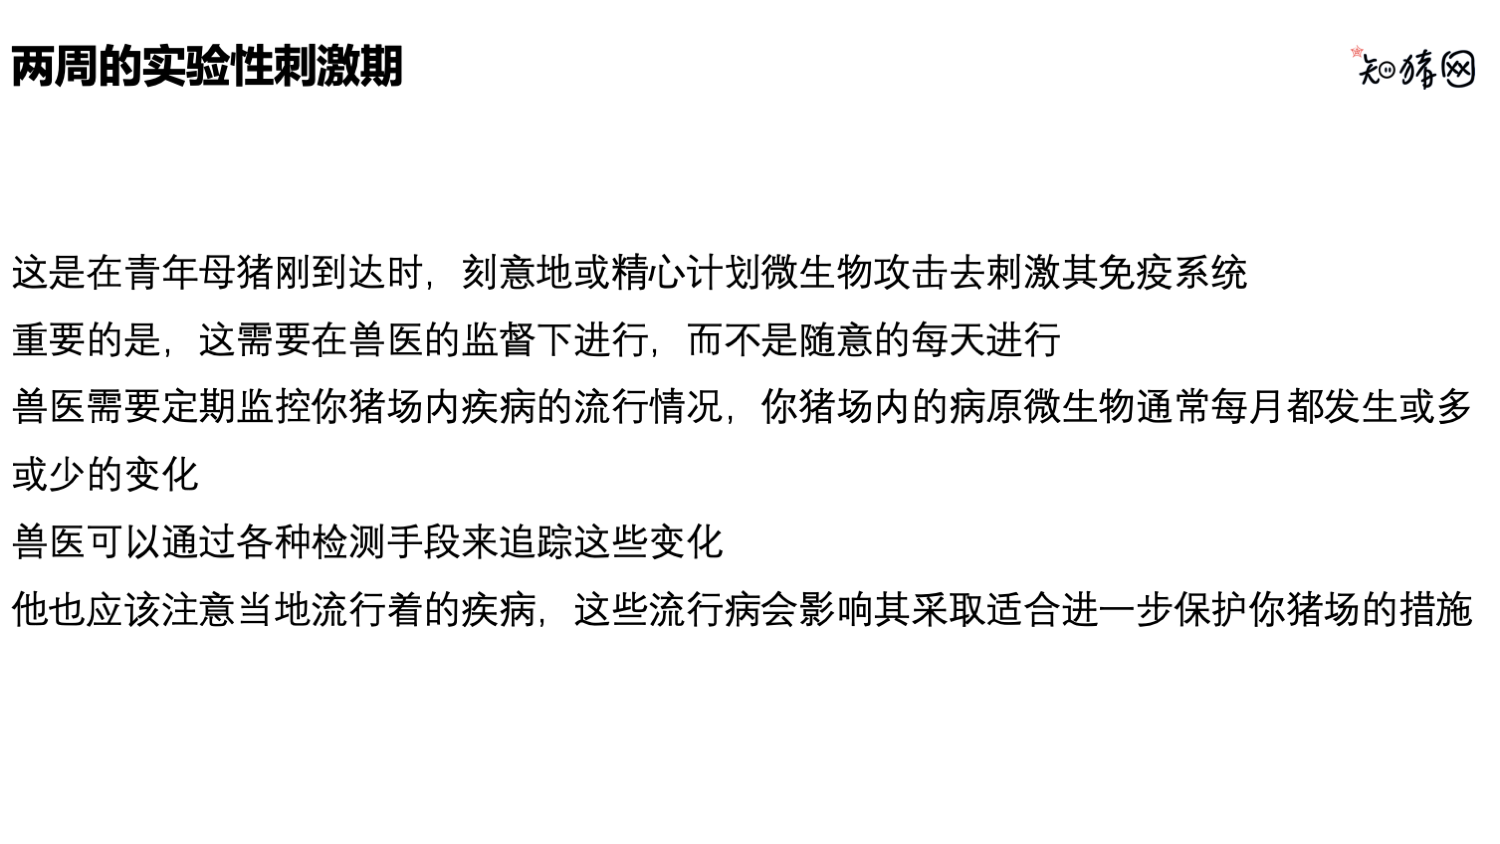 两周的实验性刺激期
知猪网
这是在青年母猪刚到达时，刻意地或精心计划微生物攻击去刺激其免疫系统
重要的是，这需要在兽医的监督下进行，而不是随意的每天进行
兽医需要定期监控你猪场内疾病的流行情况，你猪场内的病原微生物通常每月都发生或多
或少的变化
兽医可以通过各种检测手段来追踪这些变化
他也应该注意当地流行着的疾病，这些流行病会影响其采取适合进一步保护你猪场的措施